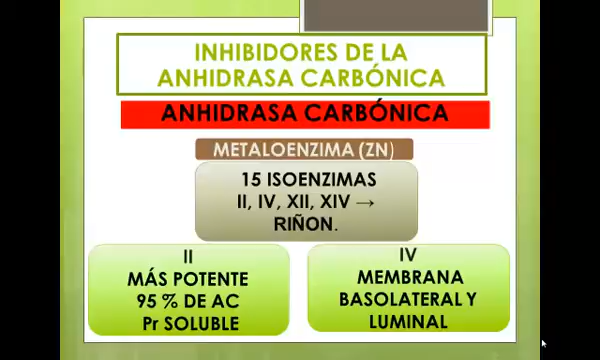 INHIBIDORES DE LA
ANHIDRASA CARBÓNICA
ANHIDRASA CARBÓNICA
METALOENZIMA (ZN)
15 ISOENZIMAS
II, IV, XII, XIV →
RIÑON.
II
MÁS POTENTE
95 % DE AC
Pr SOLUBLE
IV
MEMBRANA
BASOLATERAL Y
LUMINAL